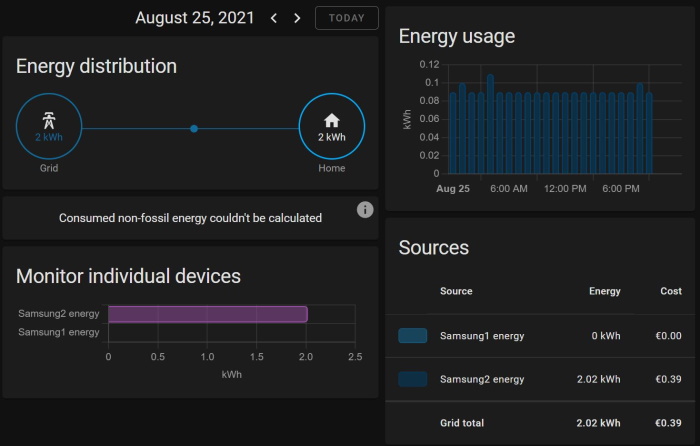 August 25, 2021 TODAY
Energy distribution
2 kWh 2 kWh
Grid Home
Consumed non-fossil energy couldn't be calculated
i
Monitor individual devices
Samsung2 energy
Samsung1 energy
0 0.5 1.0 1.5 2.0 2.5
kWh
Energy usage
0.12
0.1
0.08
0.06
0.04
0.02
0
kWh
Aug 25 6:00 AM 12:00 PM 6:00 PM
Sources
Source Energy Cost
Samsung1 energy 0 kWh €0.00
Samsung2 energy 2.02 kWh €0.39
Grid total 2.02 kWh €0.39